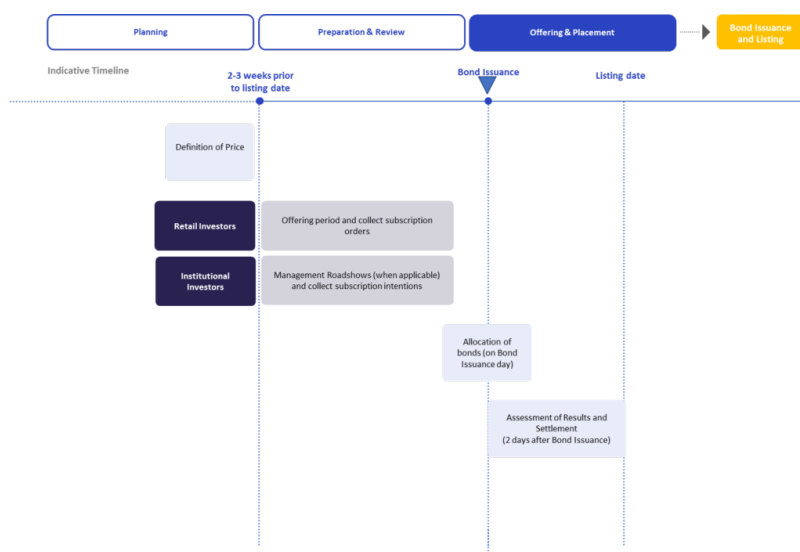 Planning
Preparation & Review
Offering & Placement
Bond Issuance
and Listing
Indicative Timeline
2-3 weeks prior
to listing date
Bond Issuance
Listing date
Definition of Price
Retail Investors
Offering period and collect subscription
orders
Institutional
Investors
Management Roadshows (when applicable)
and collect subscription intentions
Allocation of
bonds (on Bond
Issuance day)
Assessment of Results and
Settlement
(2 days after Bond Issuance)